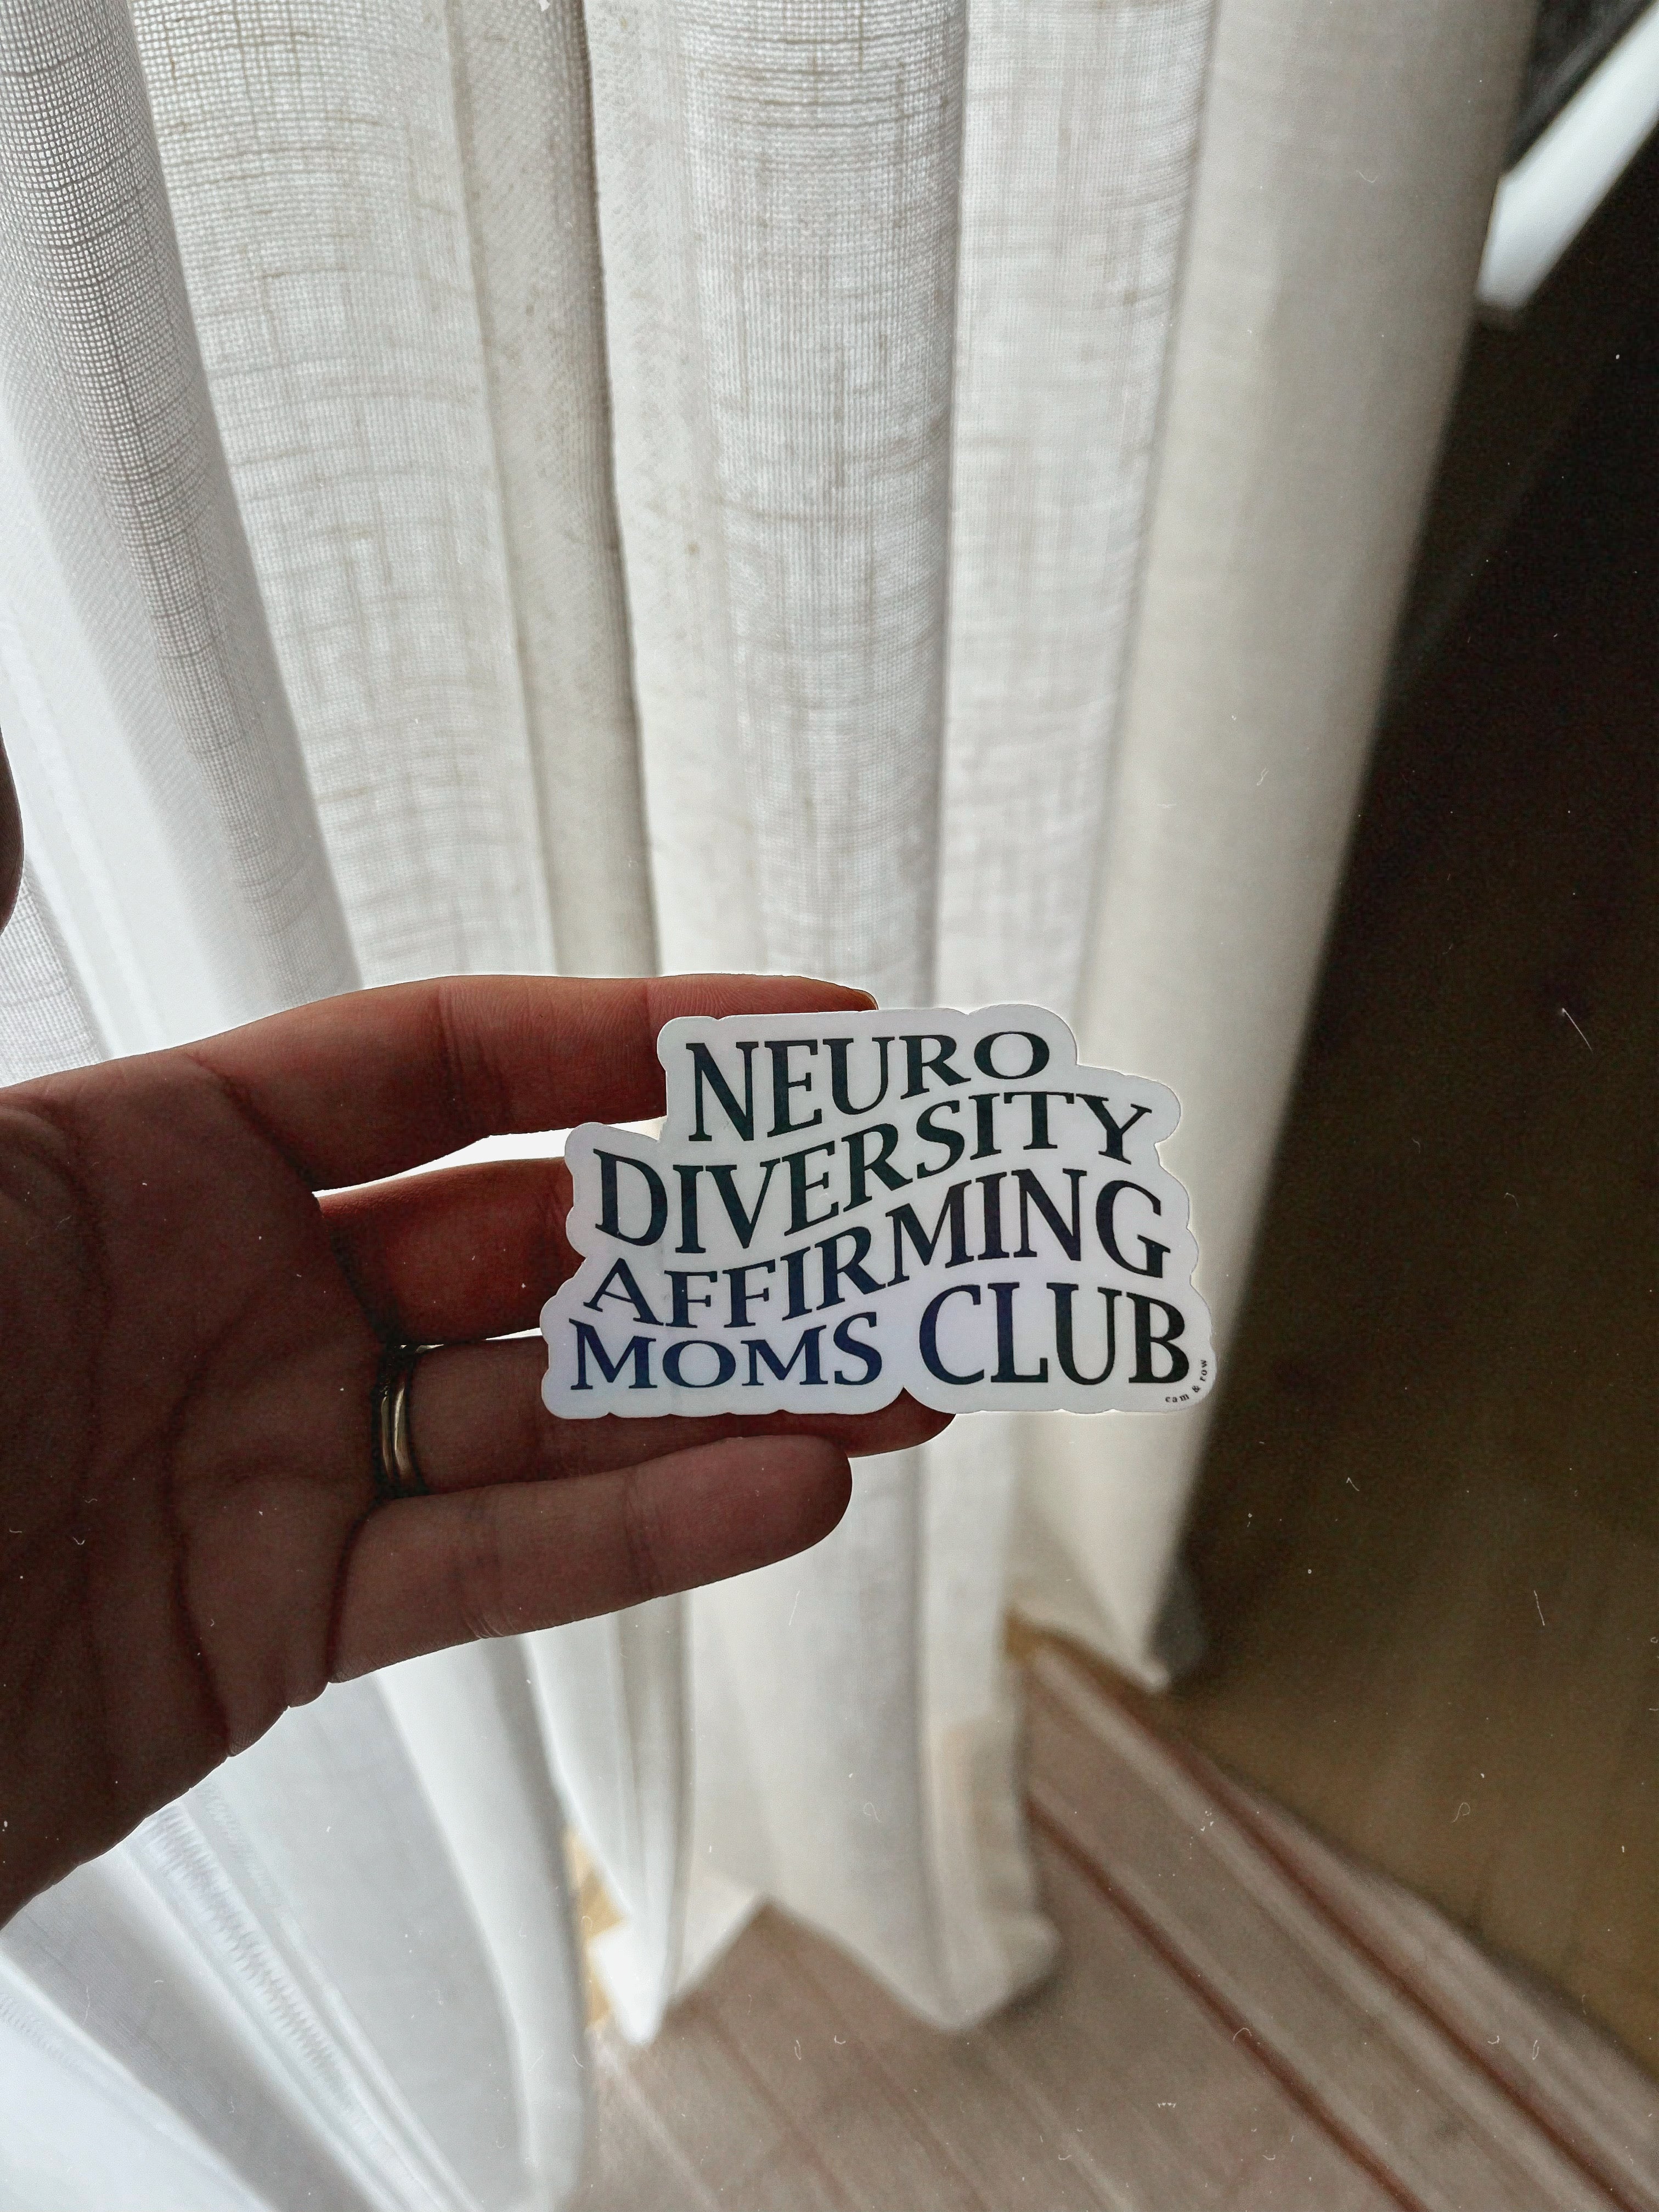 NEURO
DIVERSITY
AFFIRMING
MOMS CLUB
cam & row